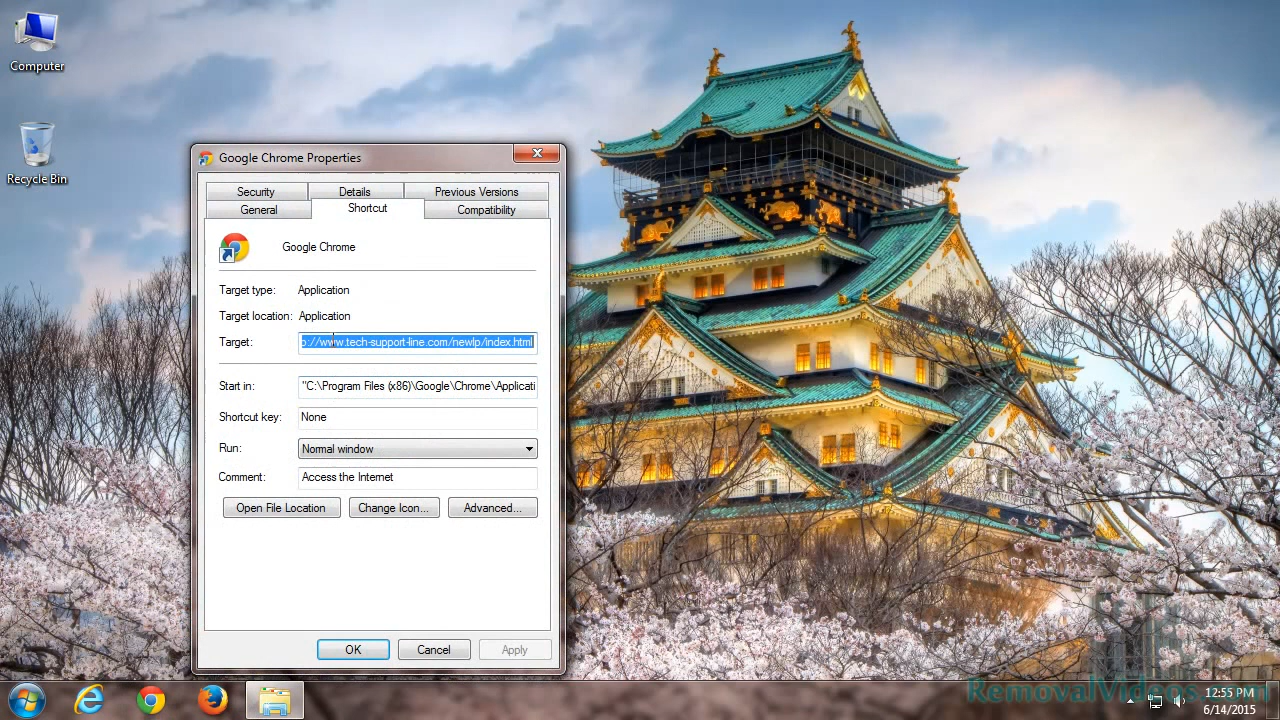 Computer
Recycle Bin
Google Chrome Properties
Security Details Previous Versions
General Shortcut Compatibility
Google Chrome
Target type: Application
Target location: Application
Target: p://www.tech-support-line.com/newlp/index.html
Start in: "C:\Program Files (x86)\Google\Chrome\Applicati
Shortcut key: None
Run: Normal window
Comment: Access the Internet
Open File Location Change Icon... Advanced...
OK Cancel Apply
RemovalVideos.com
12:55 PM
6/14/2015